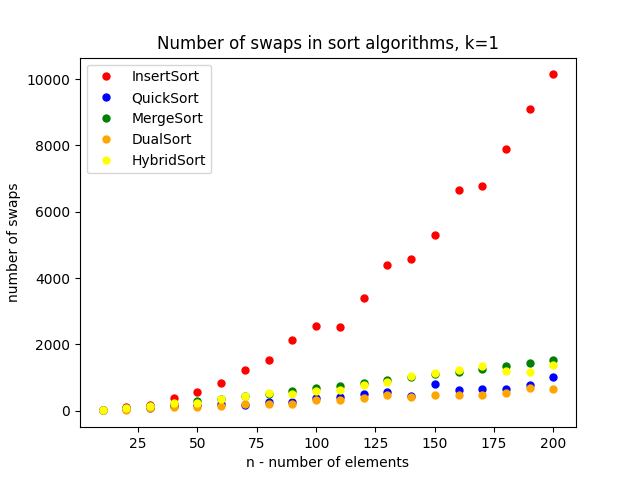 Number of swaps in sort algorithms, k=1
InsertSort
QuickSort
MergeSort
DualSort
HybridSort
number of swaps
10000
8000
6000
4000
2000
0
25 50 75 100 125 150 175 200
n - number of elements